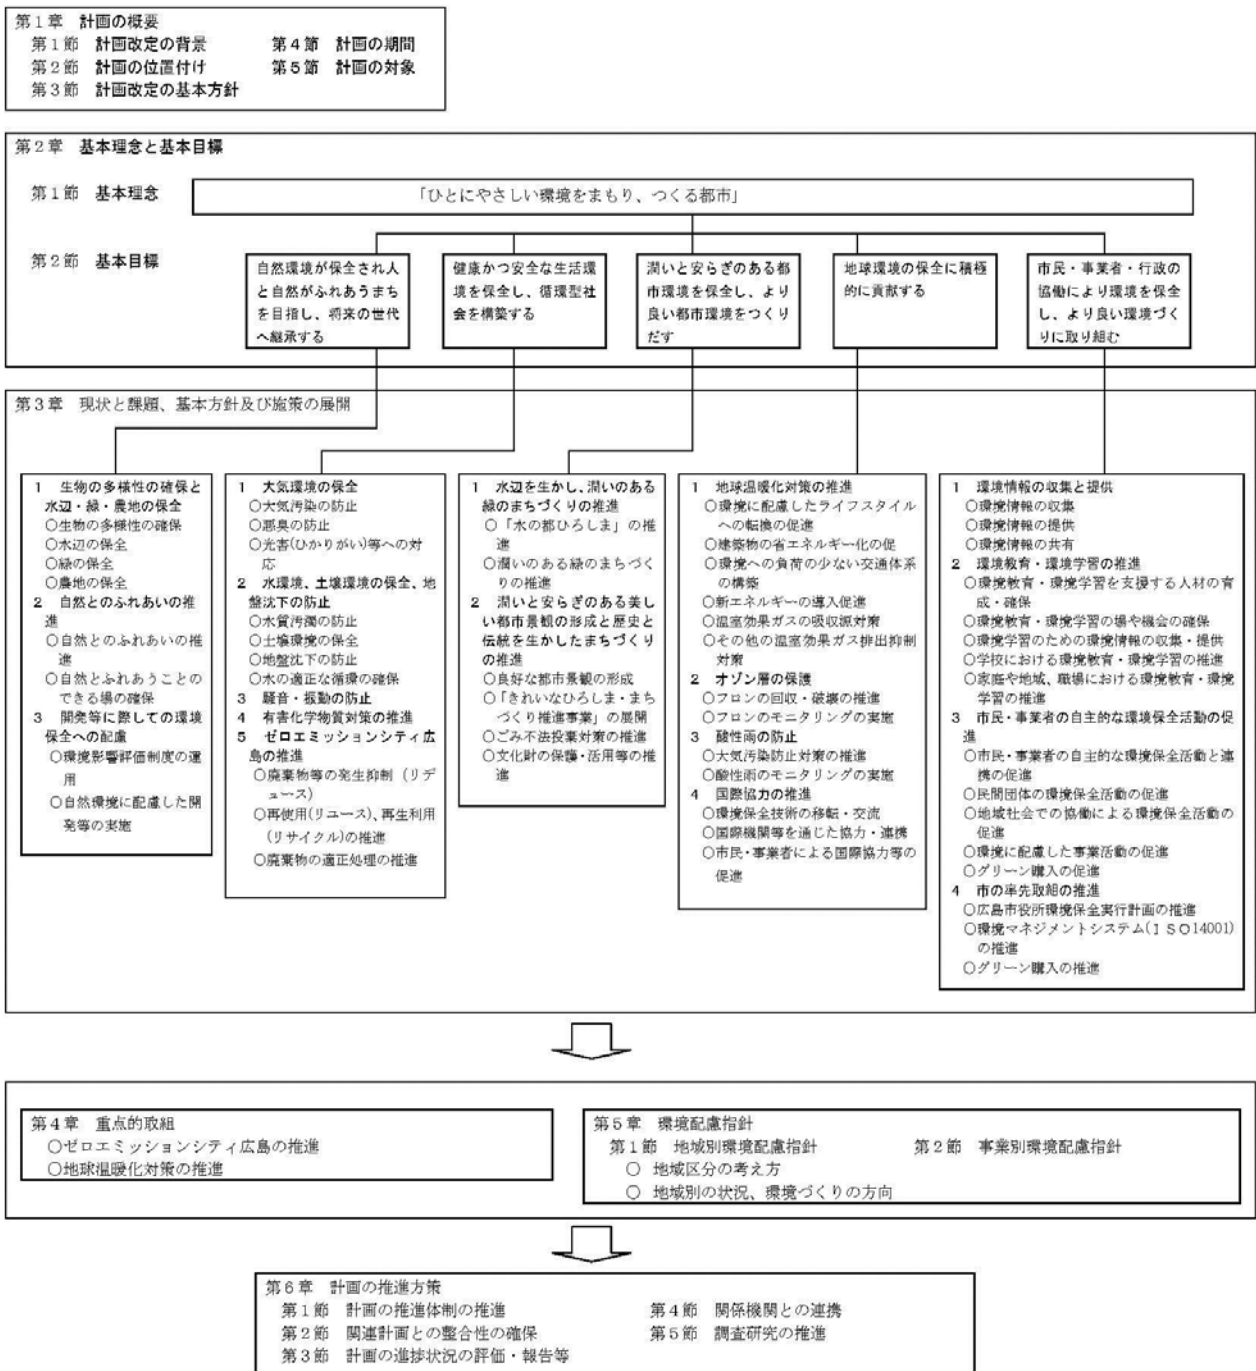 第1章　計画の概要
第1節　計画改定の背景　　第4節　計画の期間
第2節　計画の位置付け　　第5節　計画の対象
第3節　計画改定の基本方針
第2章　基本理念と基本目標
第1節　基本理念
「ひとにやさしい環境をまもり、つくる都市」
第2節　基本目標
自然環境が保全され人
と自然がふれあうまち
を目指し、将来の世代
へ継承する
健康かつ安全な生活環
境を保全し、循環型社
会を構築する
潤いと安らぎのある都
市環境を保全し、より
良い都市環境をつくり
だす
地球環境の保全に積極
的に貢献する
市民・事業者・行政の
協働により環境を保全
し、より良い環境づく
りに取り組む
第3章　現状と課題、基本方針及び施策の展開
1　生物の多様性の確保と
水辺・緑・農地の保全
○生物の多様性の確保
○水辺の保全
○緑の保全
○農地の保全
2　自然とのふれあいの推
進
○自然とのふれあいの推
進
○自然とふれあうことの
できる場の確保
3　開発等に際しての環境
保全への配慮
○環境影響評価制度の運
用
○自然環境に配慮した開
発等の実施
1　大気環境の保全
○大気汚染の防止
○悪臭の防止
○光害(ひかりがい)等への対
応
2　水環境、土壌環境の保全、地
盤沈下の防止
○水質汚濁の防止
○土壌環境の保全
○地盤沈下の防止
○水の適正な循環の確保
3　騒音・振動の防止
4　有害化学物質対策の推進
5　ゼロエミッションシティ広
島の推進
○廃棄物等の発生抑制（リデ
ュース）
○再使用(リユース)、再生利用
(リサイクル)の推進
○廃棄物の適正処理の推進
1　水辺を生かし、潤いのある
緑のまちづくりの推進
○「水の都ひろしま」の推
進
○潤いのある緑のまちづく
りの推進
2　潤いと安らぎのある美し
い都市景観の形成と歴史と
伝統を生かしたまちづくり
の推進
○良好な都市景観の形成
○「きれいなひろしま・まち
づくり推進事業」の展開
○ごみ不法投棄対策の推進
○文化財の保護・活用等の推
進
1　地球温暖化対策の推進
○環境に配慮したライフスタイル
への転換の促進
○建築物の省エネルギー化の促
○環境への負荷の少ない交通体系
の構築
○新エネルギーの導入促進
○温室効果ガスの吸収源対策
○その他の温室効果ガス排出抑制
対策
2　オゾン層の保護
○フロンの回収・破壊の推進
○フロンのモニタリングの実施
3　酸性雨の防止
○大気汚染防止対策の推進
○酸性雨のモニタリングの実施
4　国際協力の推進
○環境保全技術の移転・交流
○国際機関等を通じた協力・連携
○市民・事業者による国際協力等の
促進
1　環境情報の収集と提供
○環境情報の収集
○環境情報の提供
○環境情報の共有
2　環境教育・環境学習の推進
○環境教育・環境学習を支援する人材の育
成・確保
○環境教育・環境学習の場や機会の確保
○環境学習のための環境情報の収集・提供
○学校における環境教育・環境学習の推進
○家庭や地域、職場における環境教育・環境
学習の推進
3　市民・事業者の自主的な環境保全活動の促
進
○市民・事業者の自主的な環境保全活動と連
携の促進
○民間団体の環境保全活動の促進
○地域社会での協働による環境保全活動の
促進
○環境に配慮した事業活動の促進
○グリーン購入の促進
4　市の率先取組の推進
○広島市役所環境保全実行計画の推進
○環境マネジメントシステム(ＩＳＯ14001)
の推進
○グリーン購入の推進
第4章　重点的取組
○ゼロエミッションシティ広島の推進
○地球温暖化対策の推進
第5章　環境配慮指針
第1節　地域別環境配慮指針　　第2節　事業別環境配慮指針
○　地域区分の考え方
○　地域別の状況、環境づくりの方向
第6章　計画の推進方策
第1節　計画の推進体制の推進　　第4節　関係機関との連携
第2節　関連計画との整合性の確保　　第5節　調査研究の推進
第3節　計画の進捗状況の評価・報告等